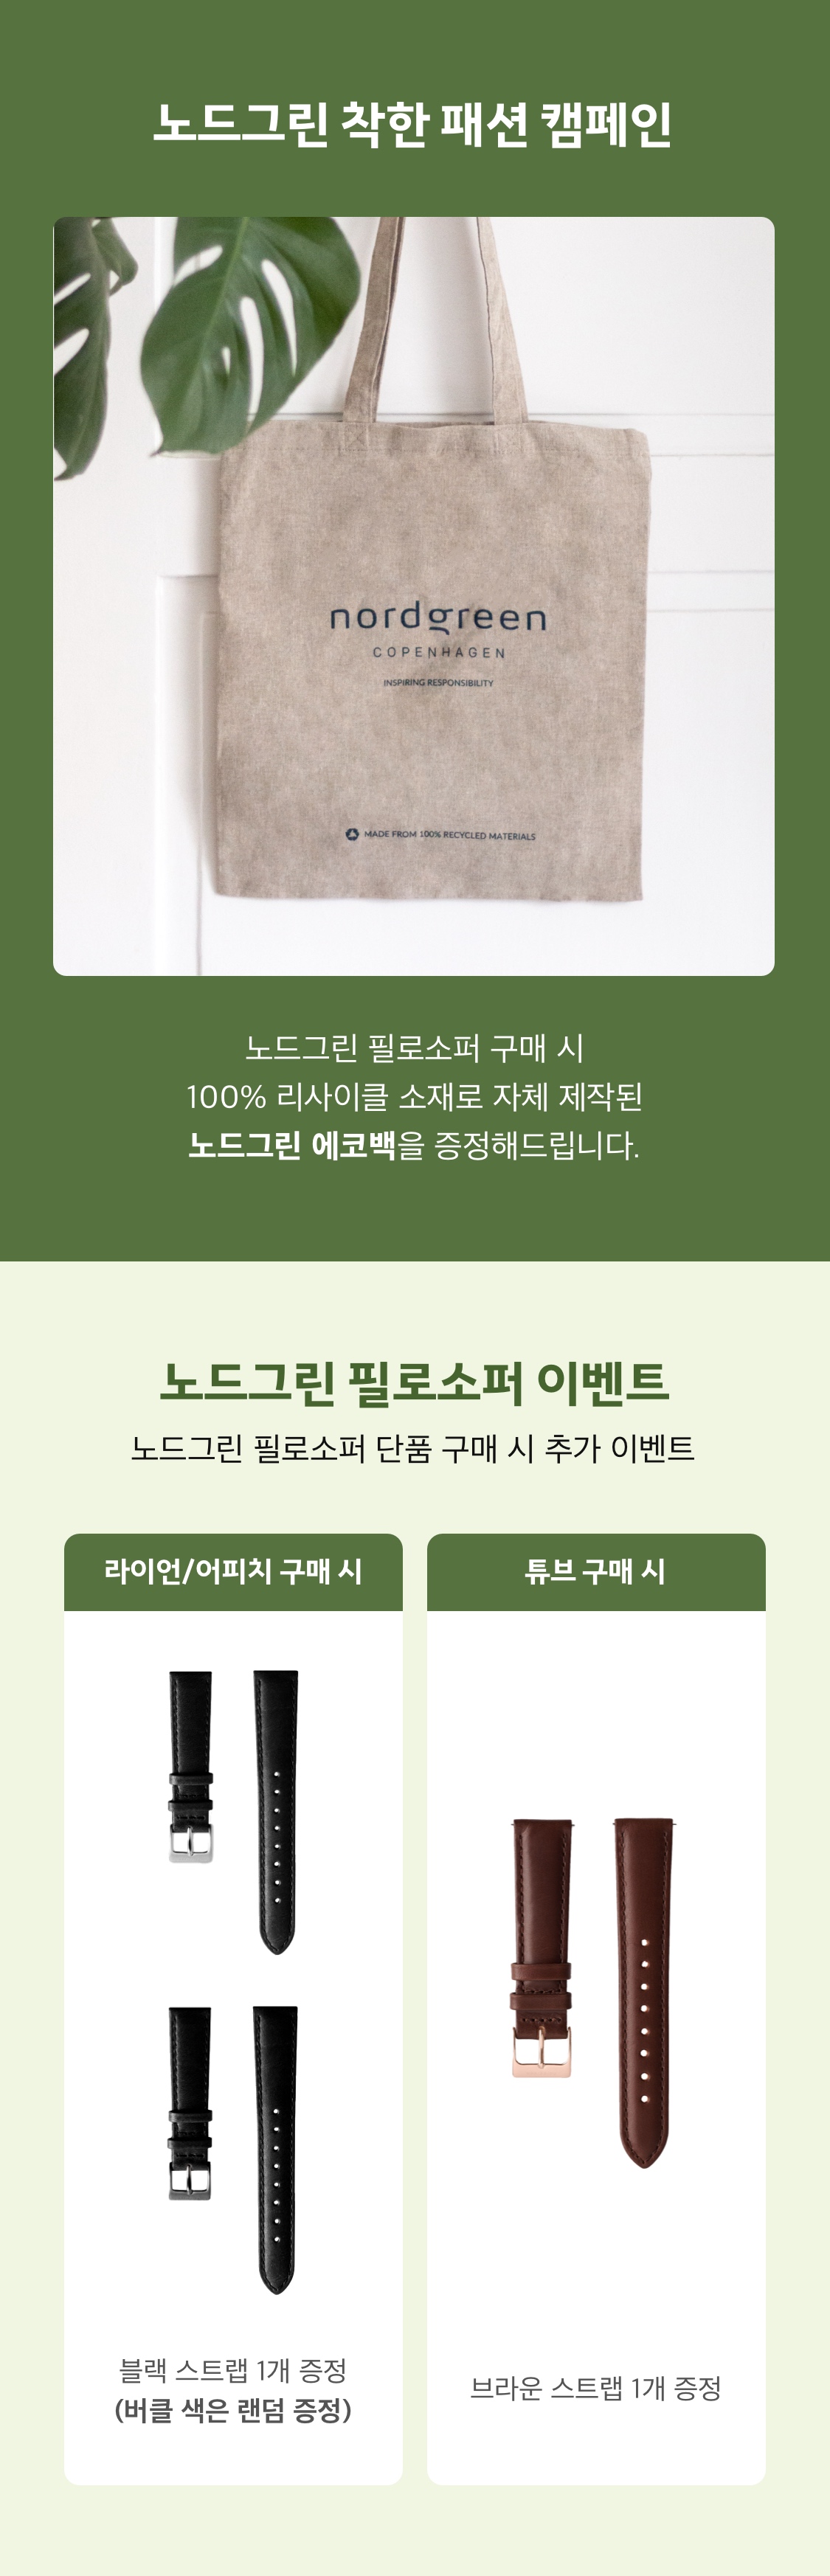 노드그린 착한 패션 캠페인
nordgreen
COPENHAGEN
INSPIRING RESPONSIBILITY
MADE FROM 100% RECYCLED MATERIALS
노드그린 필로소퍼 구매 시
100% 리사이클 소재로 자체 제작된
노드그린 에코백을 증정해드립니다.
노드그린 필로소퍼 이벤트
노드그린 필로소퍼 단품 구매 시 추가 이벤트
라이언/어피치 구매 시
블랙 스트랩 1개 증정
(버클 색은 랜덤 증정)
튜브 구매 시
브라운 스트랩 1개 증정